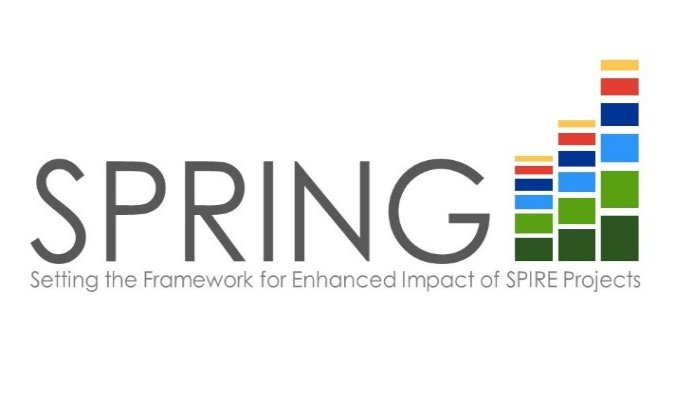 SPRING
Setting the Framework for Enhanced Impact of SPIRE Projects